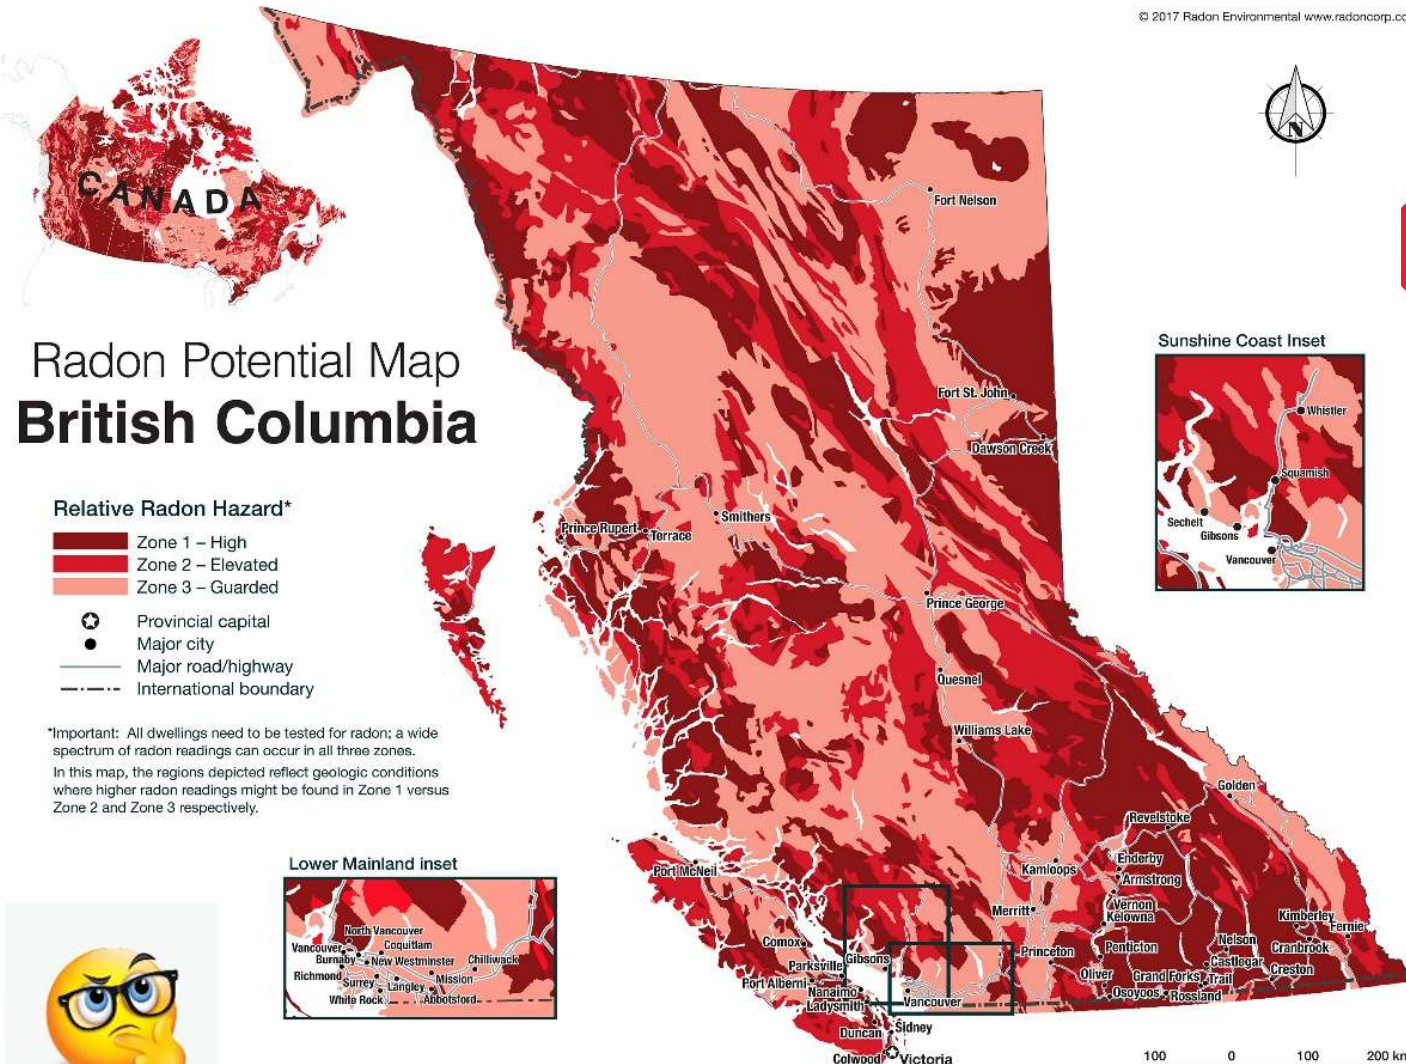 © 2017 Radon Environmental www.radoncorp.co
CANADA
N
Radon Potential Map
British Columbia
Relative Radon Hazard*
Zone 1 – High
Zone 2 – Elevated
Zone 3 – Guarded
Provincial capital
Major city
Major road/highway
International boundary
*Important: All dwellings need to be tested for radon; a wide
spectrum of radon readings can occur in all three zones.
In this map, the regions depicted reflect geologic conditions
where higher radon readings might be found in Zone 1 versus
Zone 2 and Zone 3 respectively.
Fort Nelson
Fort St. John
Dawson Creek
Smithers
Prince Rupert
Terrace
Prince George
Quesnel
Williams Lake
Golden
Revelstoke
Enderby
Kamloops
Armstrong
Port McNeil
Vernon
Merritt
Kelowna
Kimberley
Fernie
Comox
Princeton
Penticton
Nelson
Cranbrook
Parksville
Gibsons
Castlegar
Port Alberni
Oliver
Grand Forks
Trail
Creston
Nanaimo
Osoyoos
Rossland
Ladysmith
Vancouver
Duncan
Sidney
Colwood
Victoria
Sunshine Coast Inset
Whistler
Squamish
Sechelt
Gibsons
Vancouver
Lower Mainland inset
North Vancouver
Vancouver
Coquitlam
Burnaby
New Westminster
Chilliwack
Richmond
Surrey
Mission
Langley
White Rock
Abbotsford
100 0 100 200 km